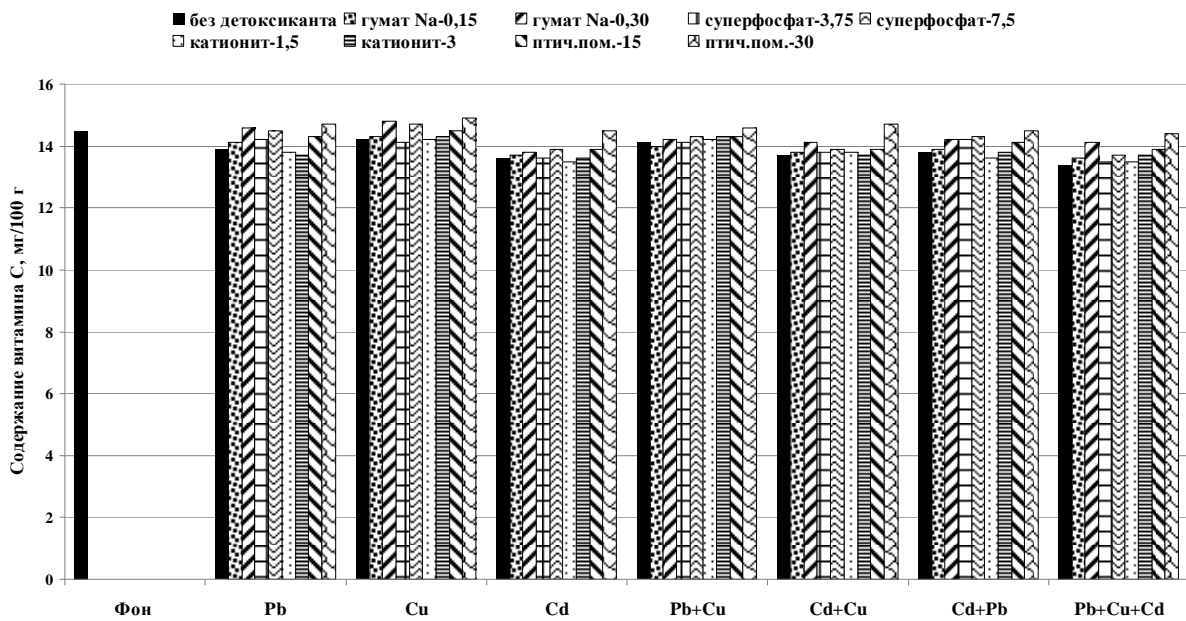 без детоксиканта гумат Na-0,15 гумат Na-0,30 суперфосфат-3,75 суперфосфат-7,5
катионит-1,5 катионит-3 птич.пом.-15 птич.пом.-30
Содержание витамина С, мг/100 г
16
14
12
10
8
6
4
2
0
Фон Pb Cu Cd Pb+Cu Cd+Cu Cd+Pb Pb+Cu+Cd